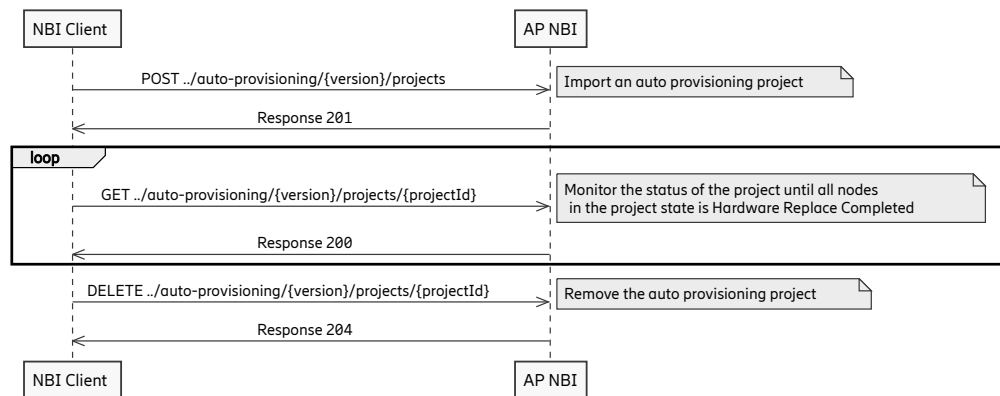 NBI Client
AP NBI
POST ../auto-provisioning/{version}/projects
Import an auto provisioning project
Response 201
loop
GET ../auto-provisioning/{version}/projects/{projectId}
Monitor the status of the project until all nodes
in the project state is Hardware Replace Completed
Response 200
DELETE ../auto-provisioning/{version}/projects/{projectId}
Remove the auto provisioning project
Response 204
NBI Client
AP NBI